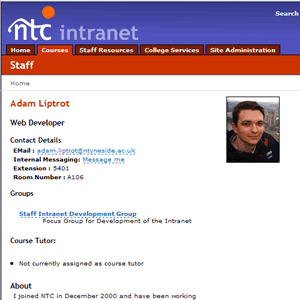 ntc intranet
Search
Home Courses Staff Resources College Services Site Administration
Staff
Home
Adam Liptrot
Web Developer
Contact Details
EMail : adam.liptrot@ntyneside.ac.uk
Internal Messaging: Message me
Extension : 5401
Room Number : A106
Groups
Staff Intranet Development Group
Focus Group for Development of the Intranet
Course Tutor:
Not currently assigned as course tutor
About
I joined NTC in December 2000 and have been working